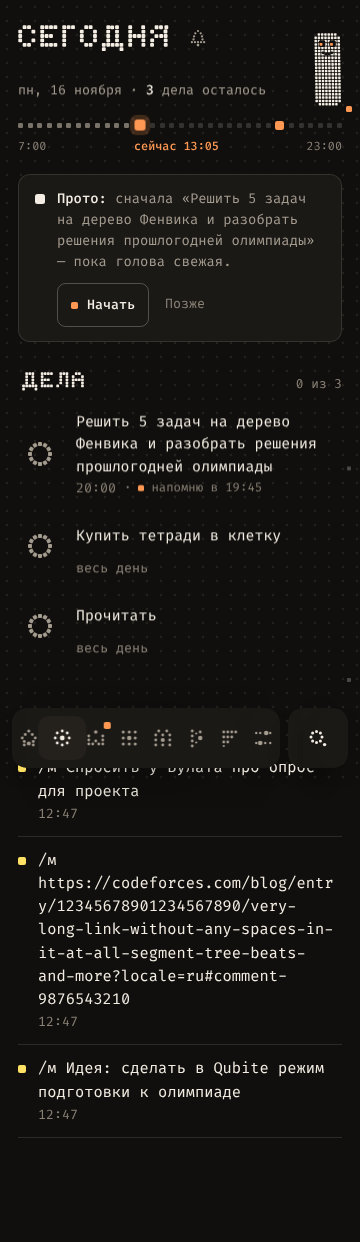 СЕГОДНЯ
пн, 16 ноября · 3 дела осталось
7:00 сейчас 13:05 23:00
Прото: сначала «Решить 5 задач
на дерево Фенвика и разобрать
решения прошлогодней олимпиады»
— пока голова свежая.
Начать Позже
ДЕЛА 0 из 3
Решить 5 задач на дерево
Фенвика и разобрать решения
прошлогодней олимпиады
20:00 · напомню в 19:45
Купить тетради в клетку
весь день
Прочитать
весь день
/м Спросить у Булата про опрос
для проекта
12:47
/м
https://codeforces.com/blog/entr
y/12345678901234567890/very-
long-link-without-any-spaces-in-
it-at-all-segment-tree-beats-
and-more?locale=ru#comment-
9876543210
12:47
/м Идея: сделать в Qubite режим
подготовки к олимпиаде
12:47